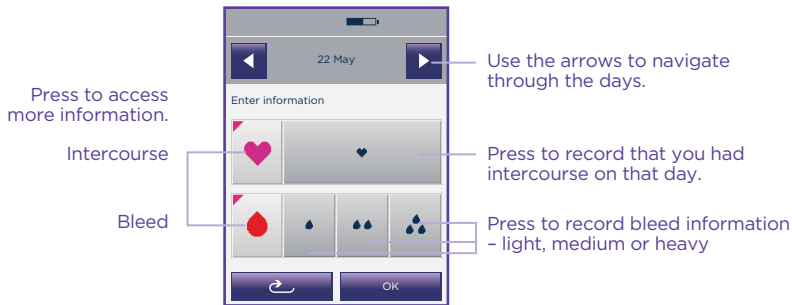 22 May
Use the arrows to navigate
through the days.
Press to access
more information.
Enter information
Intercourse
Press to record that you had
intercourse on that day.
Bleed
Press to record bleed information
– light, medium or heavy
OK